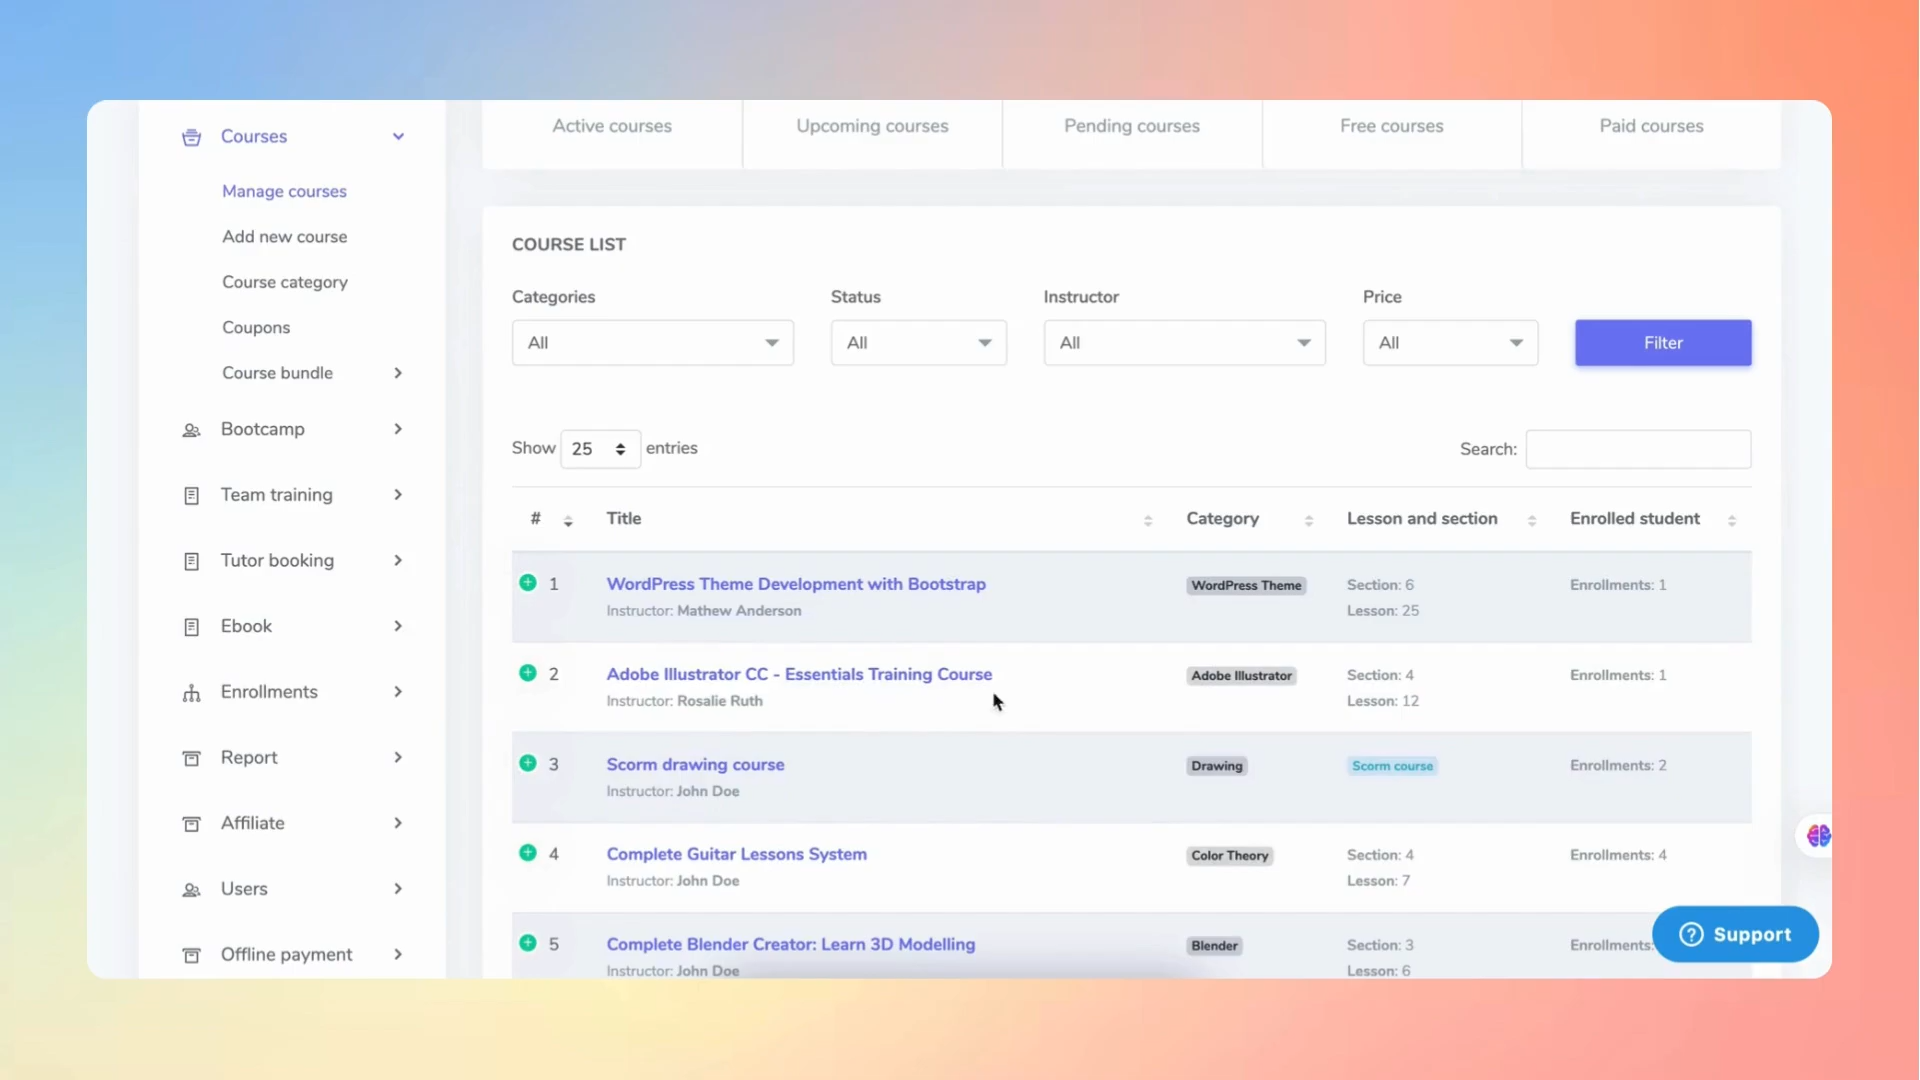 Courses
Manage courses
Add new course
Course category
Coupons
Course bundle
Bootcamp
Team training
Tutor booking
Ebook
Enrollments
Report
Affiliate
Users
Offline payment
Active courses
Upcoming courses
Pending courses
Free courses
Paid courses
COURSE LIST
Categories
Status
Instructor
Price
All
All
All
All
Filter
Show 25 entries
Search:
# Title Category Lesson and section Enrolled student
1 WordPress Theme Development with Bootstrap WordPress Theme Section: 6 Enrollments: 1
Instructor: Mathew Anderson Lesson: 25
2 Adobe Illustrator CC - Essentials Training Course Adobe Illustrator Section: 4 Enrollments: 1
Instructor: Rosalie Ruth Lesson: 12
3 Scorm drawing course Drawing Scorm course Enrollments: 2
Instructor: John Doe
4 Complete Guitar Lessons System Color Theory Section: 4 Enrollments: 4
Instructor: John Doe Lesson: 7
5 Complete Blender Creator: Learn 3D Modelling Blender Section: 3 Enrollments:
Instructor: John Doe Lesson: 6
? Support